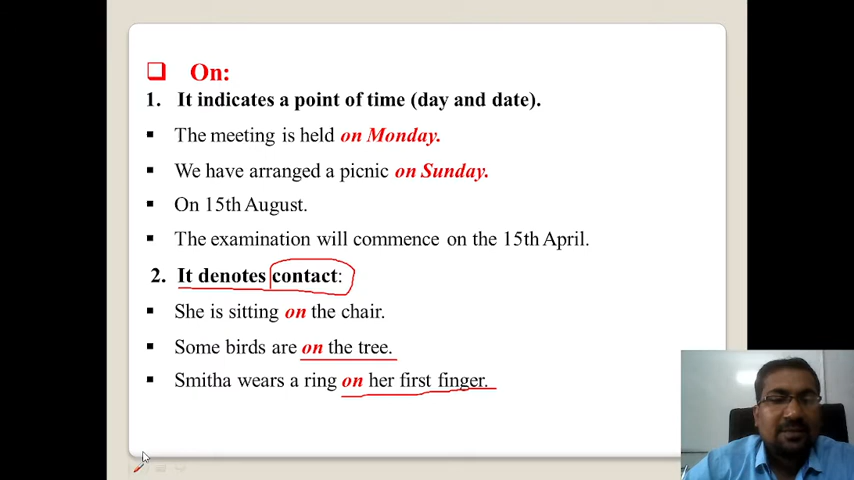 On:
1. It indicates a point of time (day and date).
The meeting is held on Monday.
We have arranged a picnic on Sunday.
On 15th August.
The examination will commence on the 15th April.
2. It denotes contact:
She is sitting on the chair.
Some birds are on the tree.
Smitha wears a ring on her first finger.